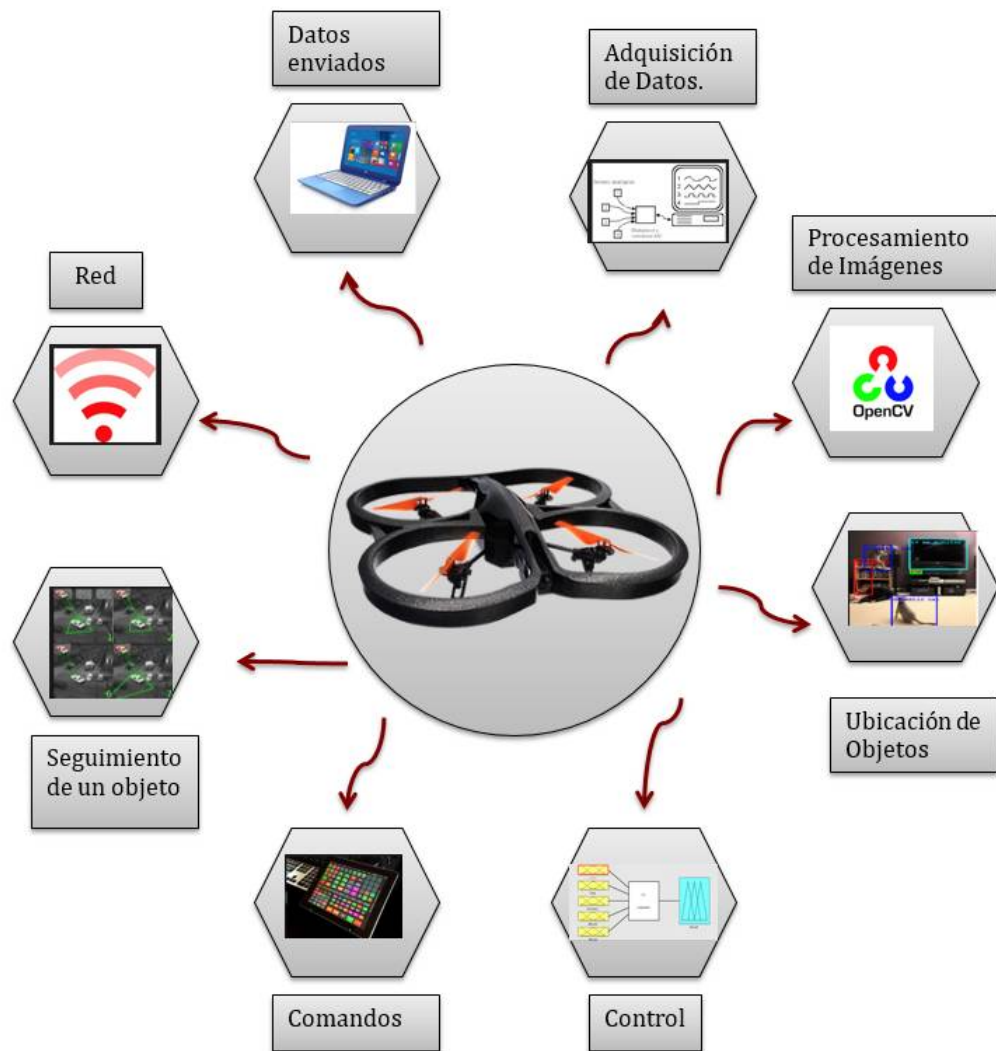 Datos
enviados
Adquisición
de Datos.
Procesamiento
de Imágenes
Red
OpenCV
Seguimiento
de un objeto
Ubicación de
Objetos
Comandos
Control